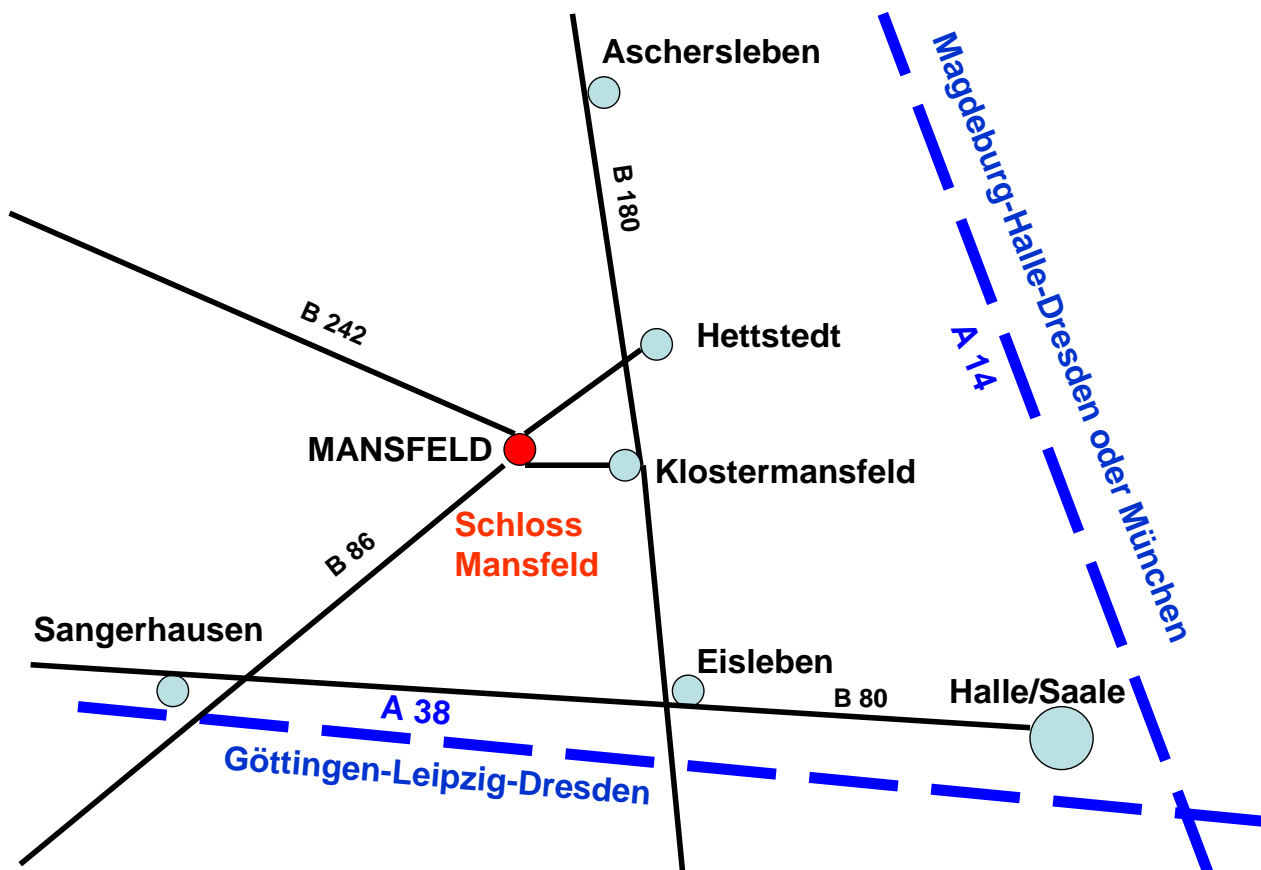 Aschersleben
Magdeburg-Halle-Dresden oder München
B 180
B 242
Hettstedt
A 14
MANSFELD
Klostermansfeld
Schloss
Mansfeld
B 86
Sangerhausen
Eisleben
Halle/Saale
B 80
A 38
Göttingen-Leipzig-Dresden